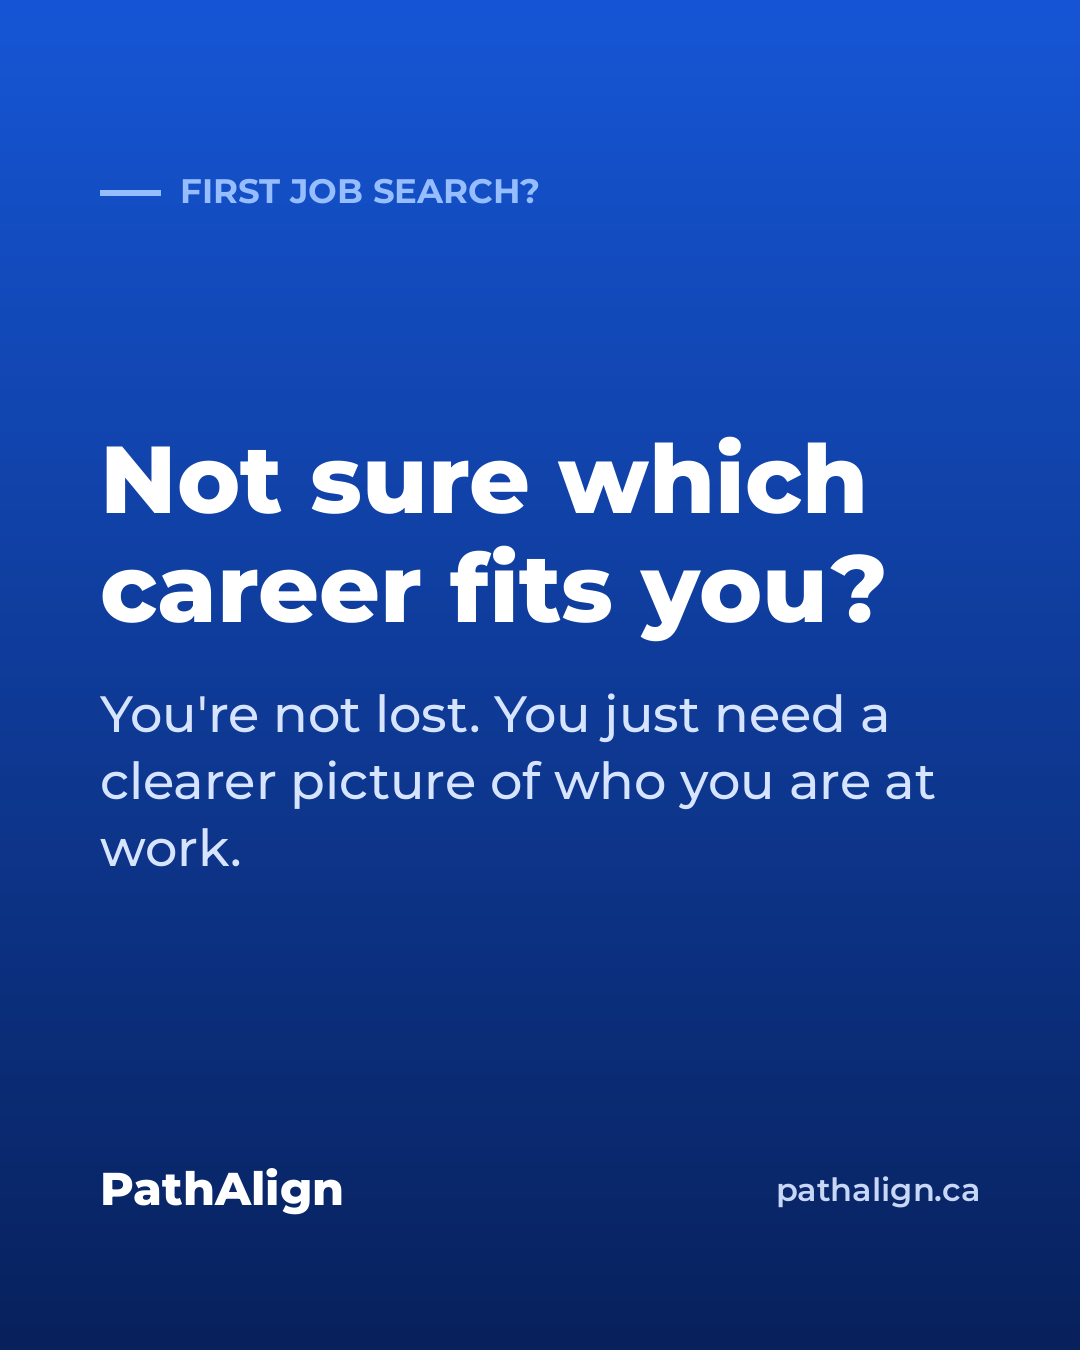 FIRST JOB SEARCH?
Not sure which
career fits you?
You're not lost. You just need a
clearer picture of who you are at
work.
PathAlign
pathalign.ca